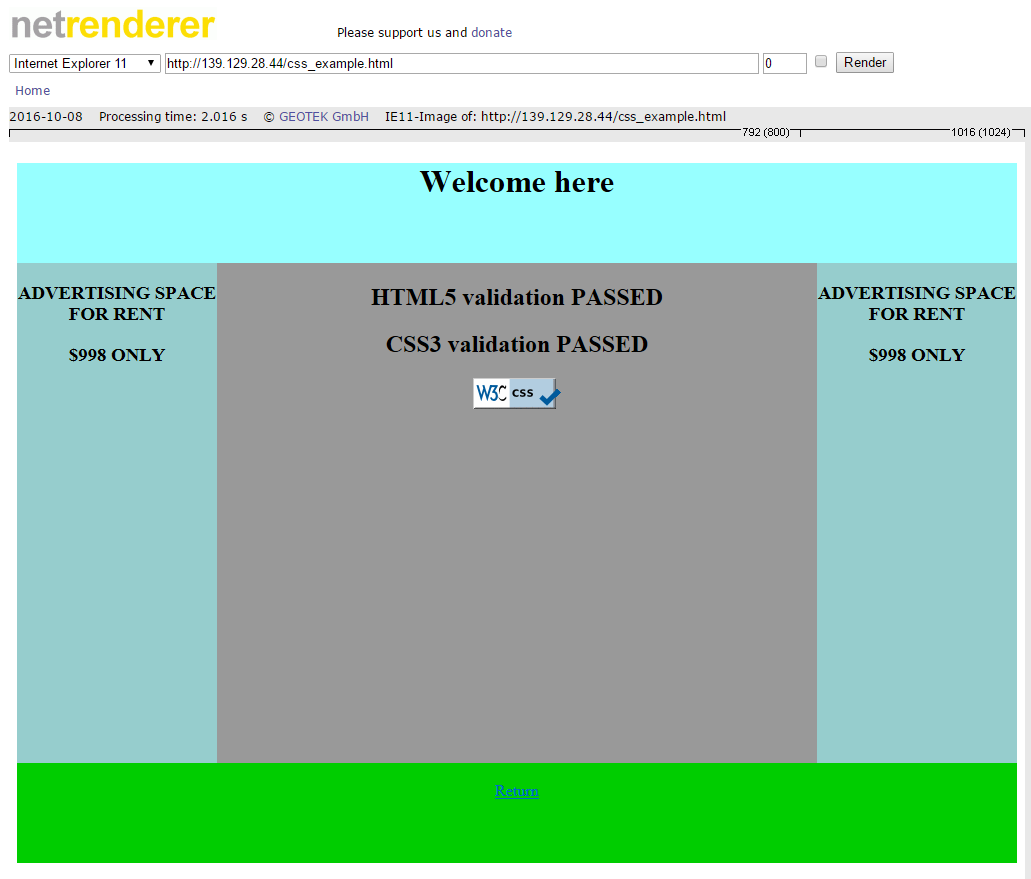 netrenderer
Please support us and donate
Internet Explorer 11 http://139.129.28.44/css_example.html 0 Render
Home
2016-10-08 Processing time: 2.016 s © GEOTEK GmbH IE11-Image of: http://139.129.28.44/css_example.html
792 (800) 1016 (1024)
Welcome here
ADVERTISING SPACE
FOR RENT
$998 ONLY
HTML5 validation PASSED
CSS3 validation PASSED
W3C css
ADVERTISING SPACE
FOR RENT
$998 ONLY
Return